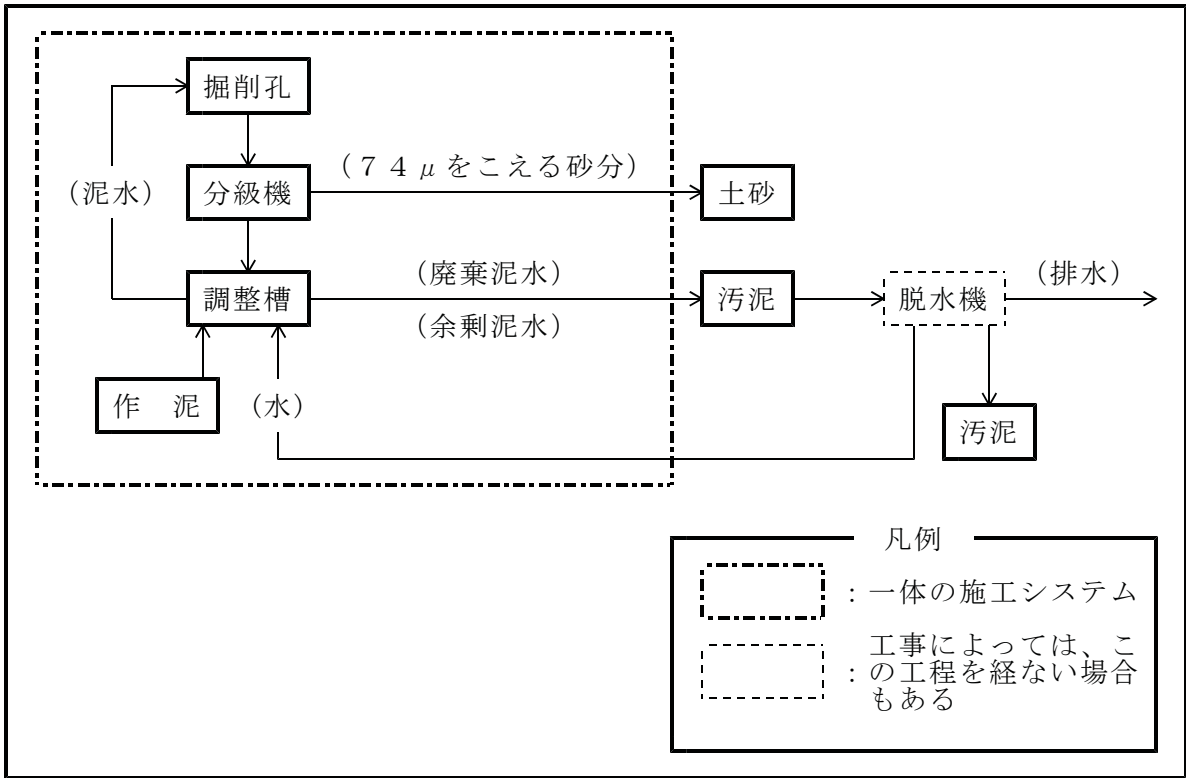 掘削孔
(74μをこえる砂分)
(泥水)
分級機
土砂
(廃棄泥水)
(排水)
調整槽
汚泥
脱水機
(余剰泥水)
作　泥
(水)
汚泥
凡例
:一体の施工システム
工事によっては、こ
:の工程を経ない場合
もある